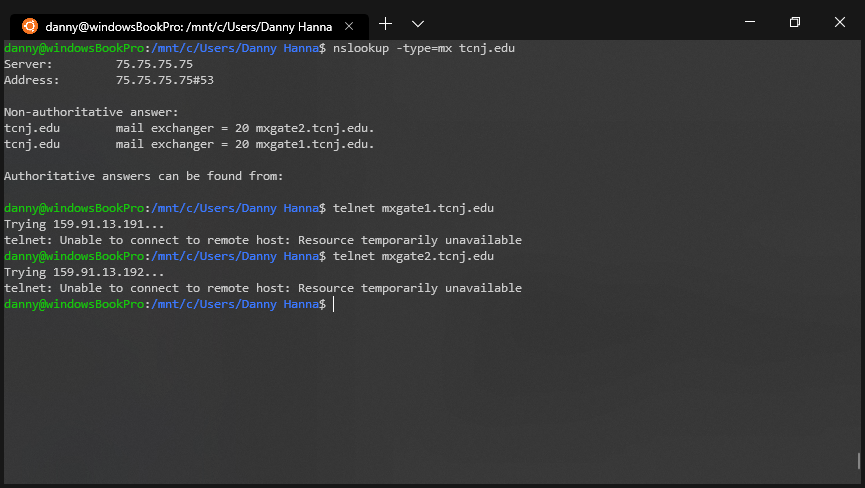 danny@windowsBookPro: /mnt/c/Users/Danny Hanna
danny@windowsBookPro:/mnt/c/Users/Danny Hanna$ nslookup -type=mx tcnj.edu
Server:         75.75.75.75
Address:        75.75.75.75#53
Non-authoritative answer:
tcnj.edu        mail exchanger = 20 mxgate2.tcnj.edu.
tcnj.edu        mail exchanger = 20 mxgate1.tcnj.edu.
Authoritative answers can be found from:
danny@windowsBookPro:/mnt/c/Users/Danny Hanna$ telnet mxgate1.tcnj.edu
Trying 159.91.13.191...
telnet: Unable to connect to remote host: Resource temporarily unavailable
danny@windowsBookPro:/mnt/c/Users/Danny Hanna$ telnet mxgate2.tcnj.edu
Trying 159.91.13.192...
telnet: Unable to connect to remote host: Resource temporarily unavailable
danny@windowsBookPro:/mnt/c/Users/Danny Hanna$